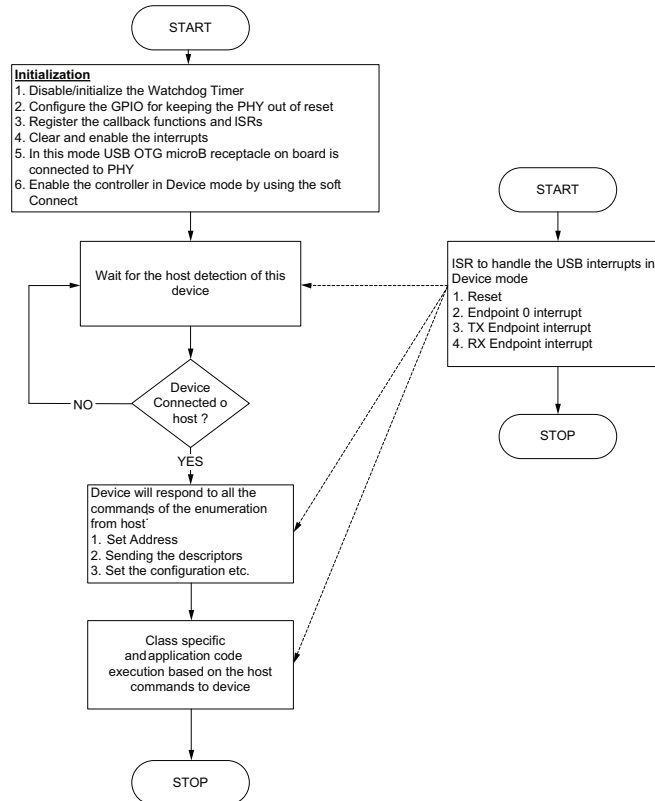 START
Initialization
1. Disable/initialize the Watchdog Timer
2. Configure the GPIO for keeping the PHY out of reset
3. Register the callback functions and ISRs
4. Clear and enable the interrupts
5. In this mode USB OTG microB receptacle on board is
connected to PHY
6. Enable the controller in Device mode by using the soft
Connect
Wait for the host detection of this
device
Device
Connected o
host ?
NO
YES
Device will respond to all the
commands of the enumeration
from host
1. Set Address
2. Sending the descriptors
3. Set the configuration etc.
Class specific
and application code
execution based on the host
commands to device
STOP
START
ISR to handle the USB interrupts in
Device mode
1. Reset
2. Endpoint 0 interrupt
3. TX Endpoint interrupt
4. RX Endpoint interrupt
STOP